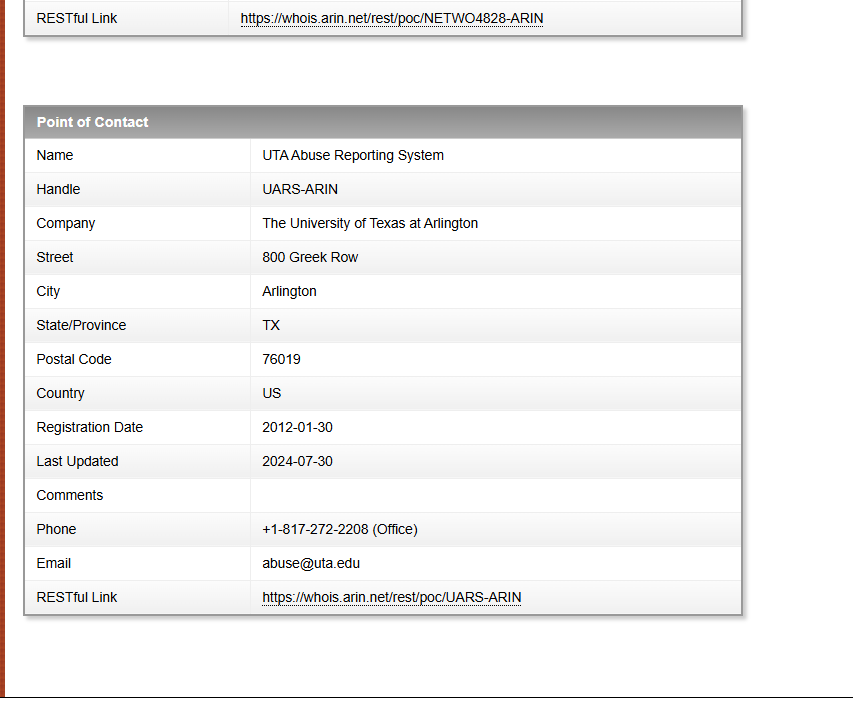 RESTful Link https://whois.arin.net/rest/poc/NETWO4828-ARIN
Point of Contact
Name UTA Abuse Reporting System
Handle UARS-ARIN
Company The University of Texas at Arlington
Street 800 Greek Row
City Arlington
State/Province TX
Postal Code 76019
Country US
Registration Date 2012-01-30
Last Updated 2024-07-30
Comments
Phone +1-817-272-2208 (Office)
Email abuse@uta.edu
RESTful Link https://whois.arin.net/rest/poc/UARS-ARIN